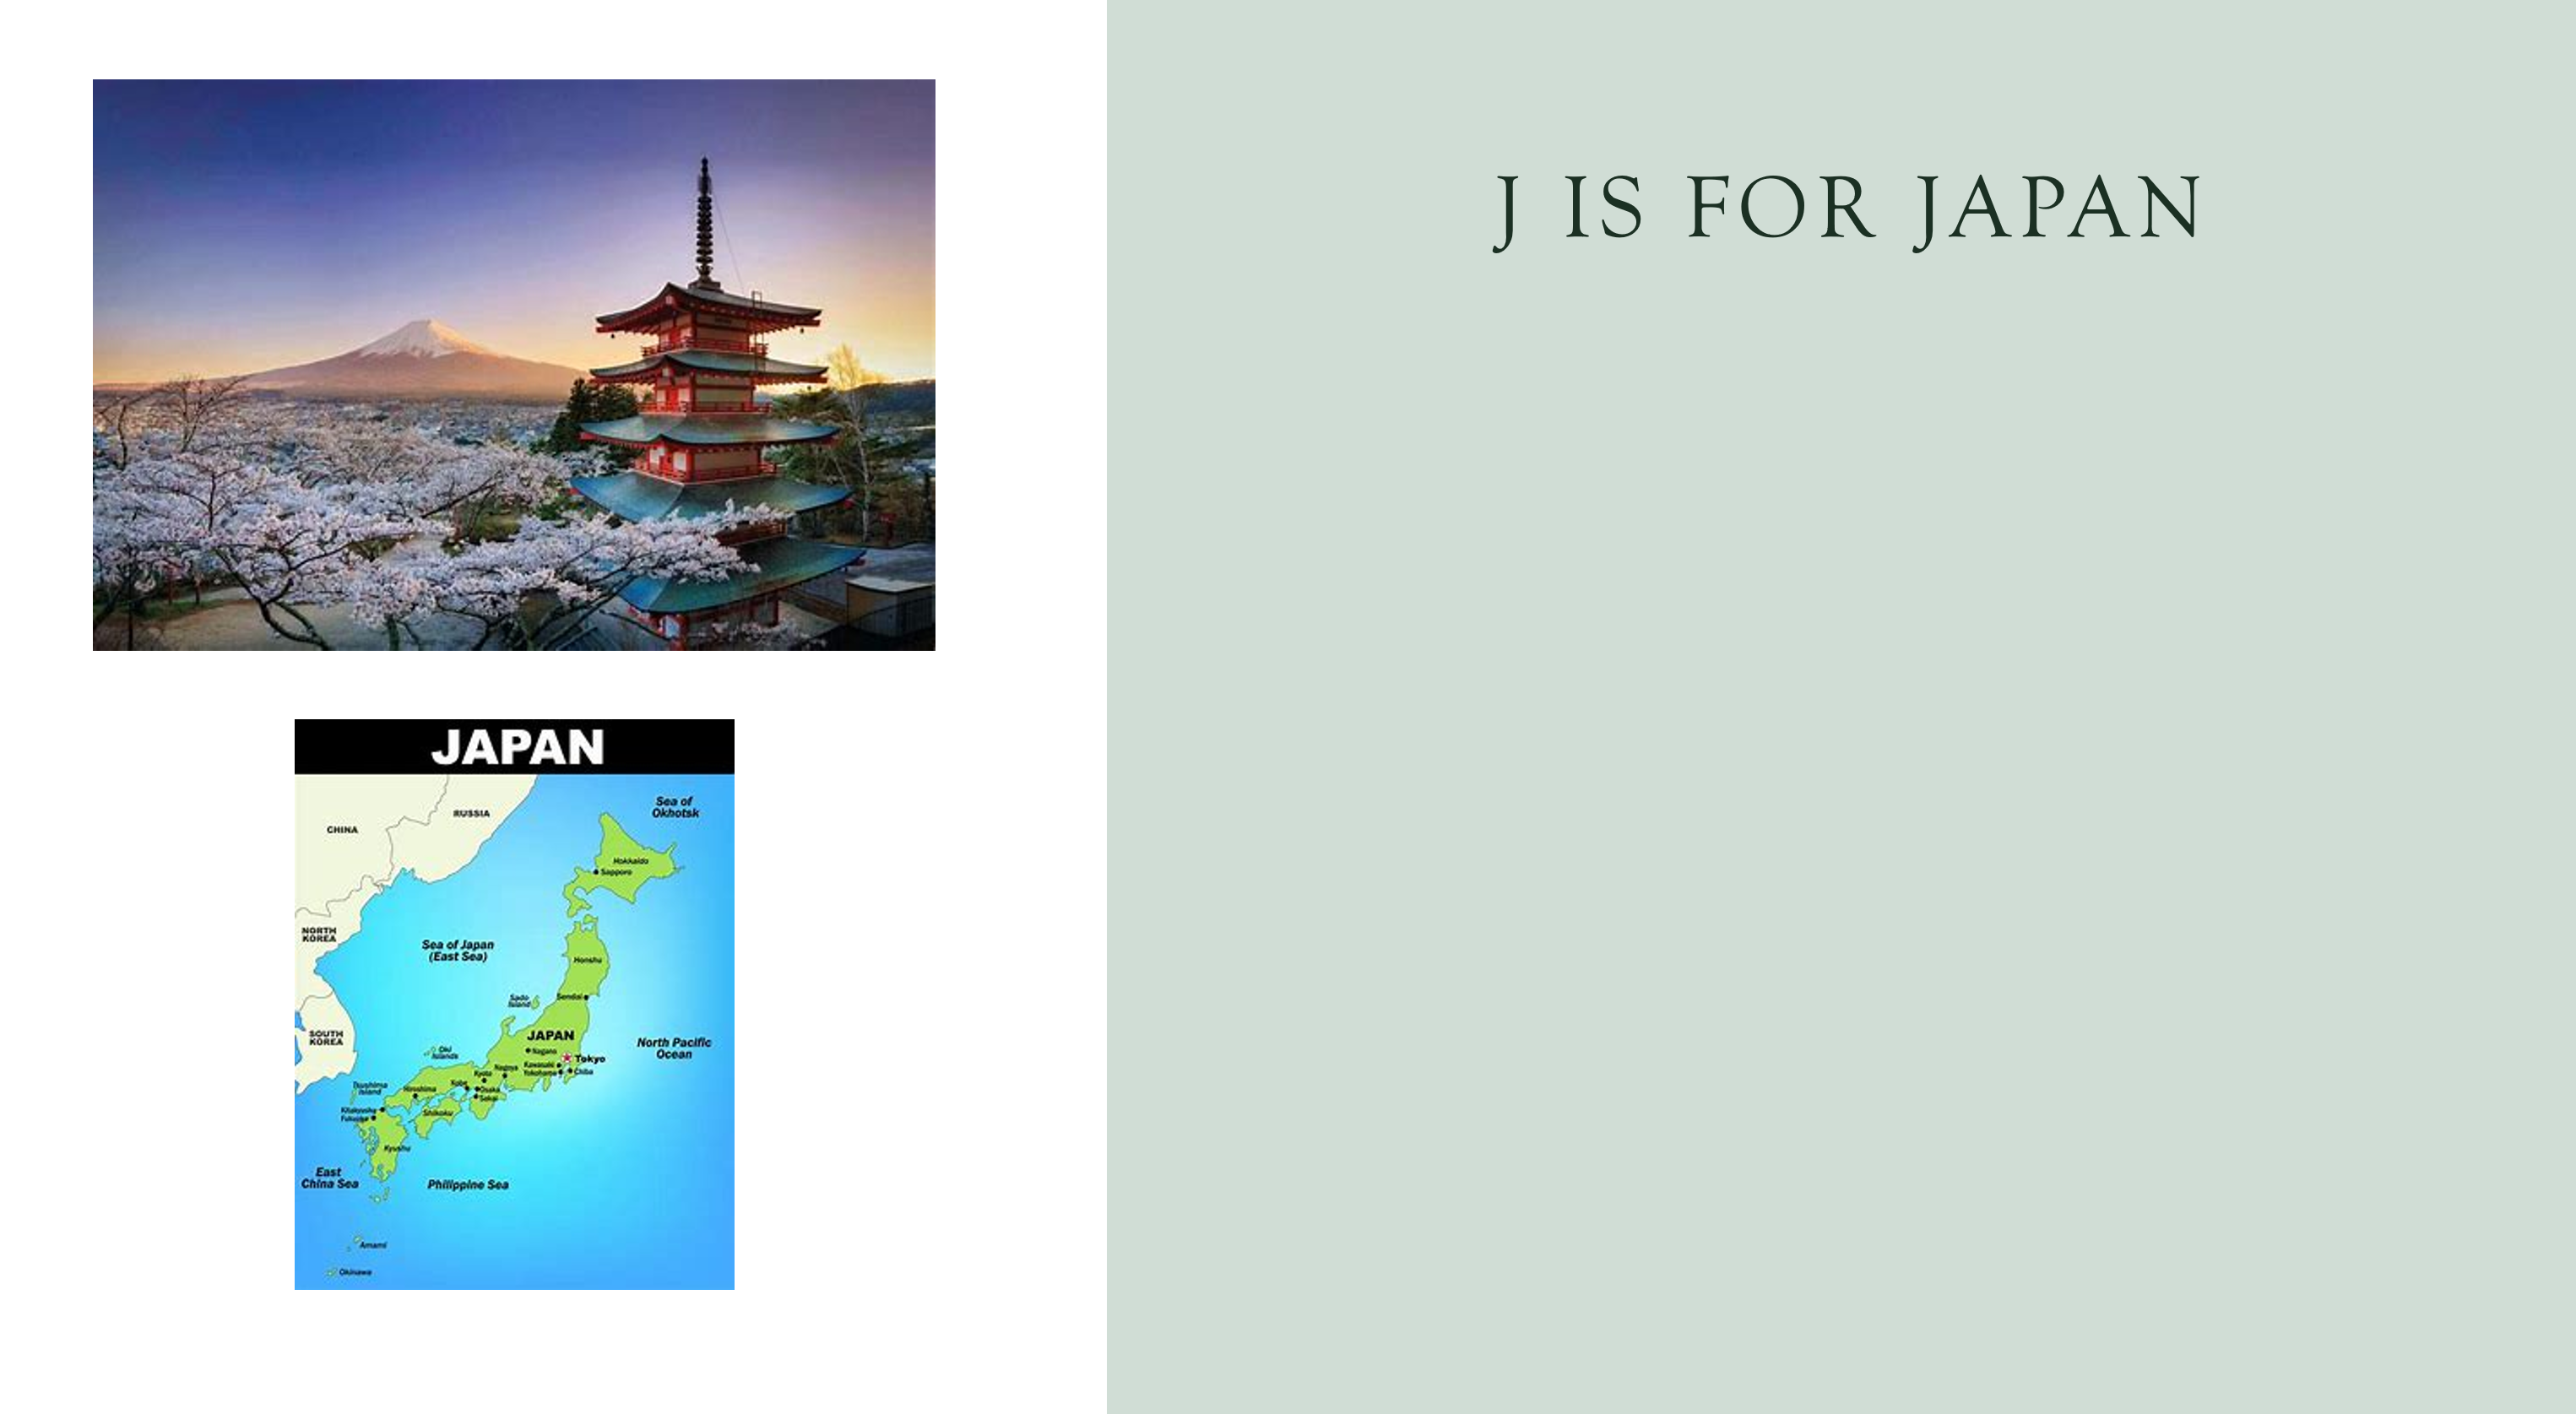 J IS FOR JAPAN
JAPAN
Sea of
Okhotsk
RUSSIA
CHINA
Hokkaido
Sapporo
NORTH
KOREA
Sea of Japan
(East Sea)
Honshu
Sado
Island
Sendai
SOUTH
KOREA
JAPAN
North Pacific
Ocean
Oki
Islands
Nagano
Tokyo
Kawasaki
Yokohama
Chiba
Nagoya
Kyoto
Kobe
Osaka
Sakai
Tsushima
Island
Hiroshima
Kitakyushu
Fukuoka
Shikoku
Kyushu
East
China Sea
Philippine Sea
Amami
Okinawa